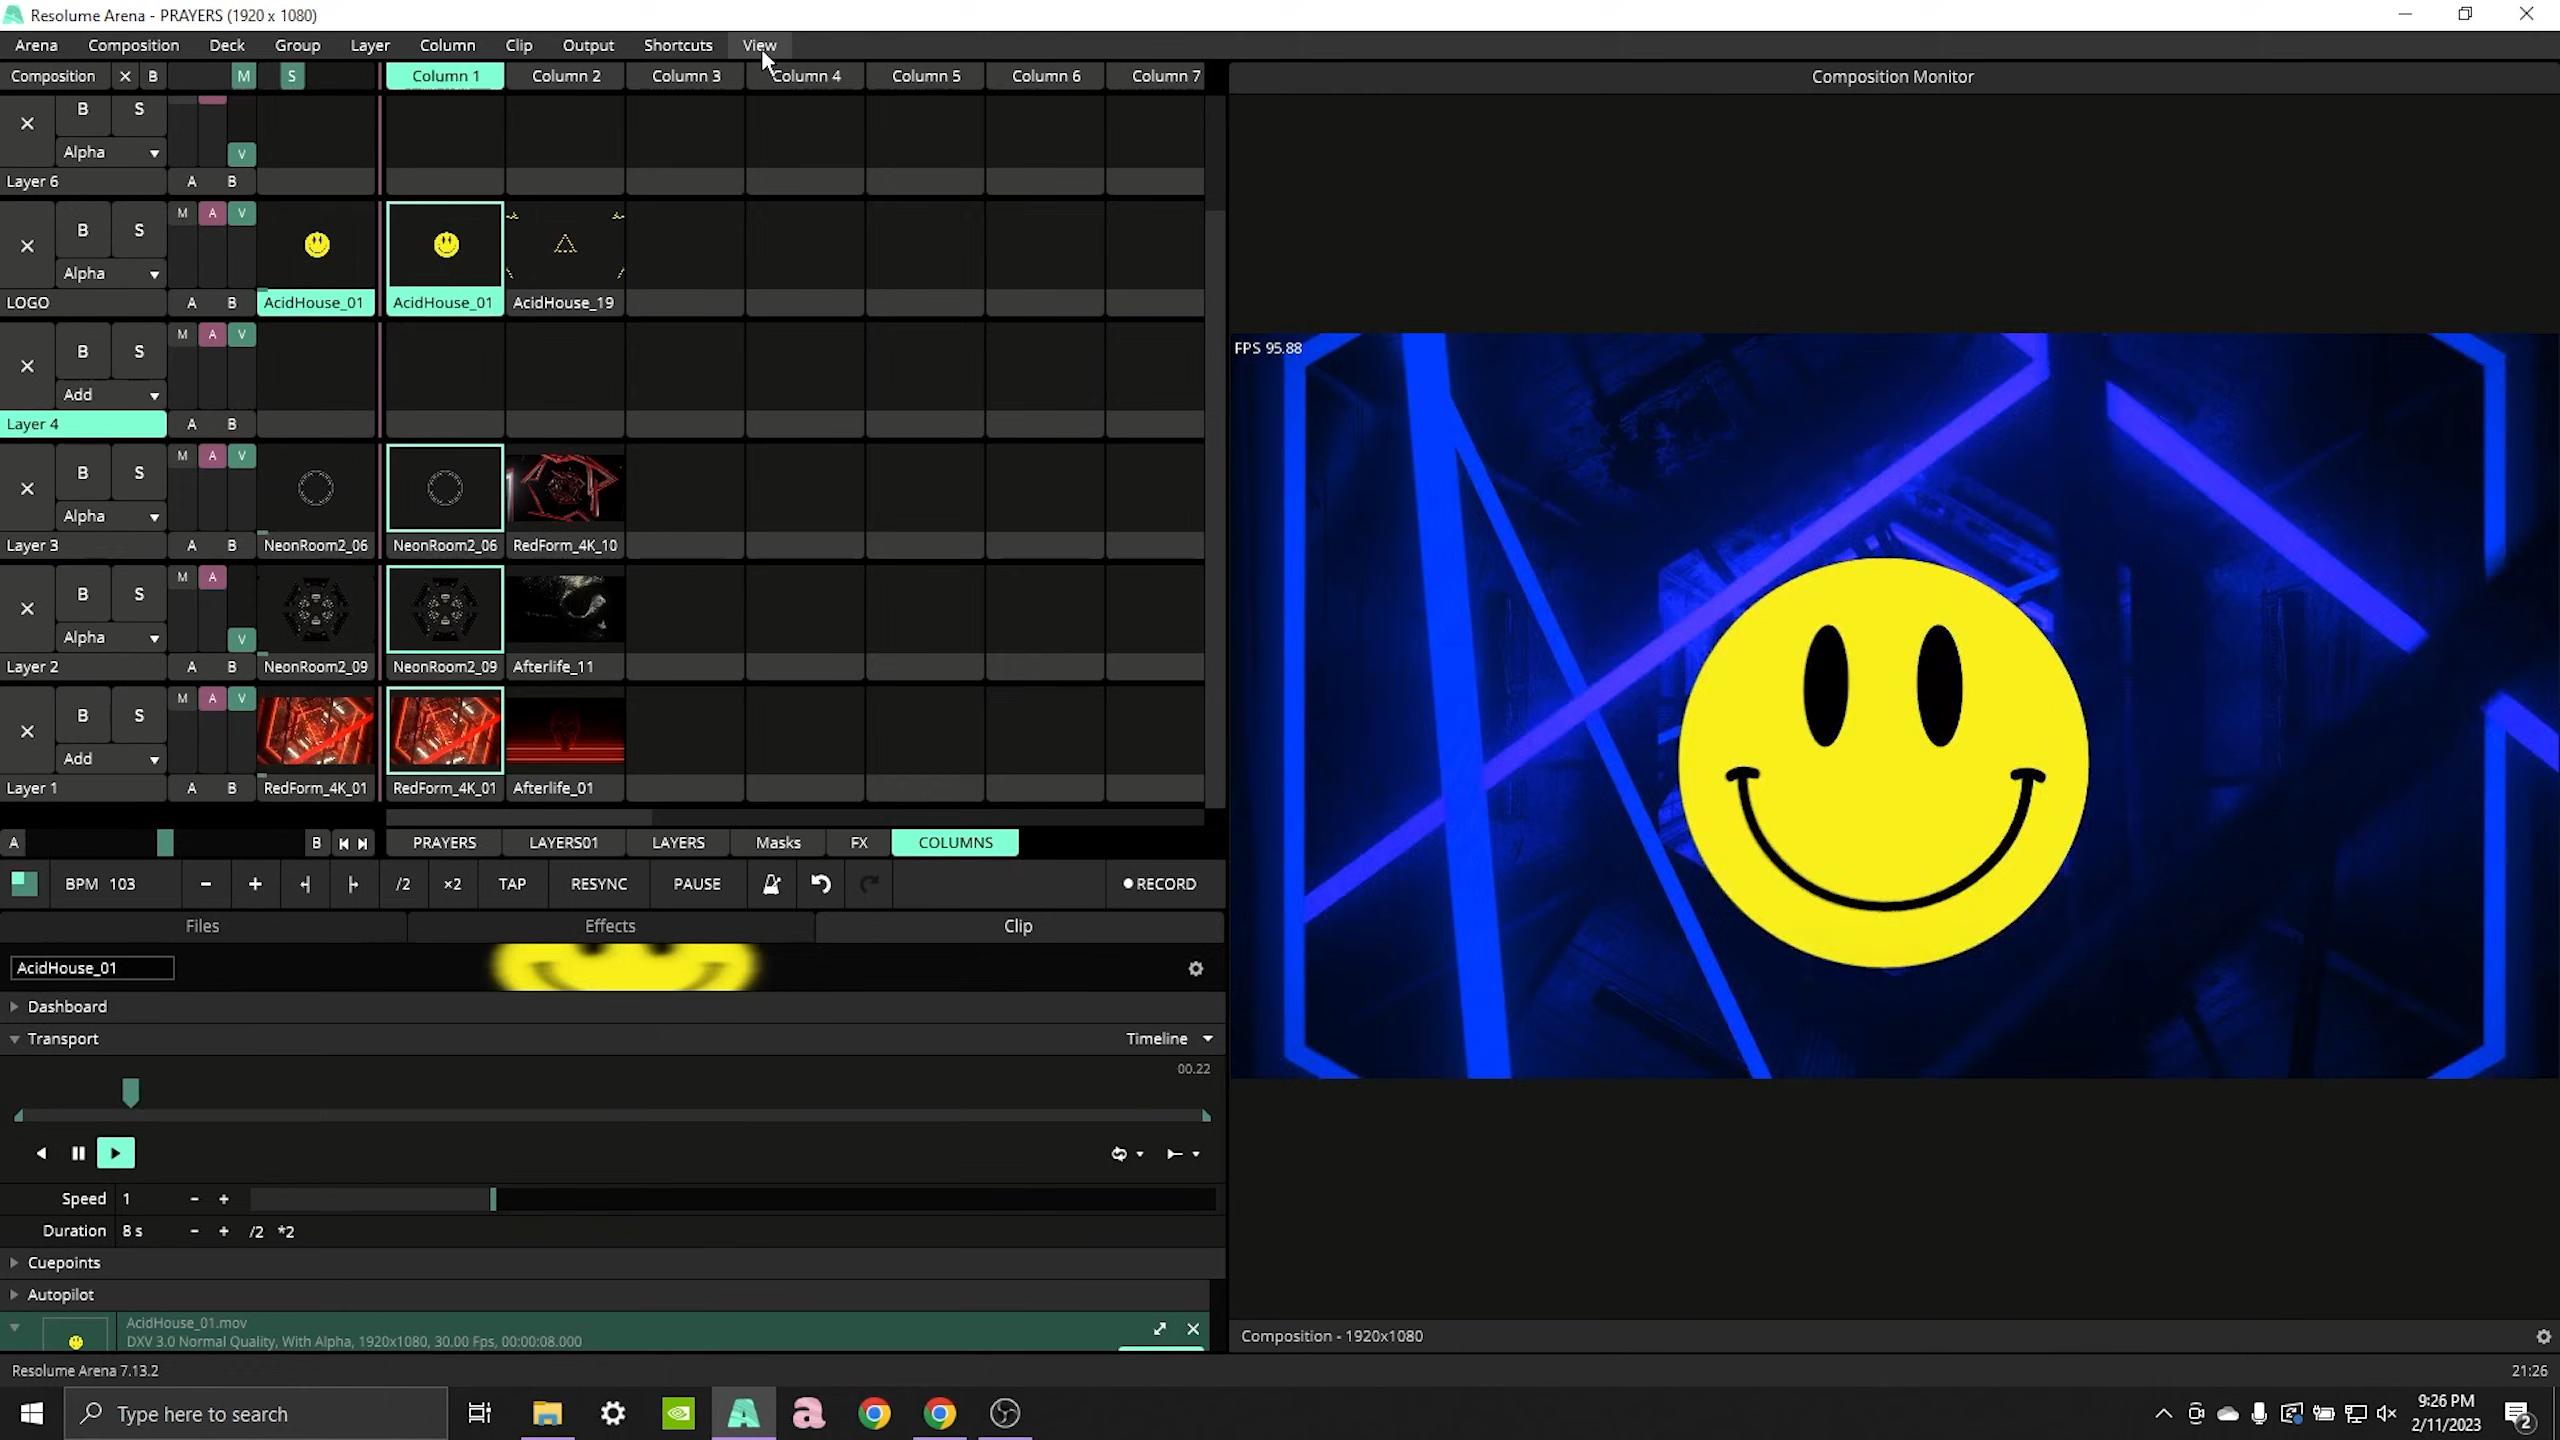 Resolume Arena - PRAYERS (1920 x 1080)
Arena Composition Deck Group Layer Column Clip Output Shortcuts View
Composition B M S Column 1 Column 2 Column 3 Column 4 Column 5 Column 6 Column 7
Composition Monitor
B S
Alpha V
Layer 6 A B
M A V
B S
Alpha
LOGO A B AcidHouse_01 AcidHouse_01 AcidHouse_19
M A V
B S
Add
Layer 4 A B
M A V
B S
Alpha
Layer 3 A B NeonRoom2_06 NeonRoom2_06 RedForm_4K_10
M A
B S
Alpha V
Layer 2 A B NeonRoom2_09 NeonRoom2_09 Afterlife_11
M A V
B S
Add
Layer 1 A B RedForm_4K_01 RedForm_4K_01 Afterlife_01
FPS 95.88
A B PRAYERS LAYERS01 LAYERS Masks FX COLUMNS
BPM 103 - + /2 ×2 TAP RESYNC PAUSE RECORD
Files Effects Clip
AcidHouse_01
Dashboard
Transport Timeline
00.22
Speed 1 - +
Duration 8 s - + /2 *2
Cuepoints
Autopilot
AcidHouse_01.mov
DXV 3.0 Normal Quality, With Alpha, 1920x1080, 30.00 Fps, 00:00:08.000
Composition - 1920x1080
Resolume Arena 7.13.2
21:26
Type here to search
9:26 PM
2/11/2023
2